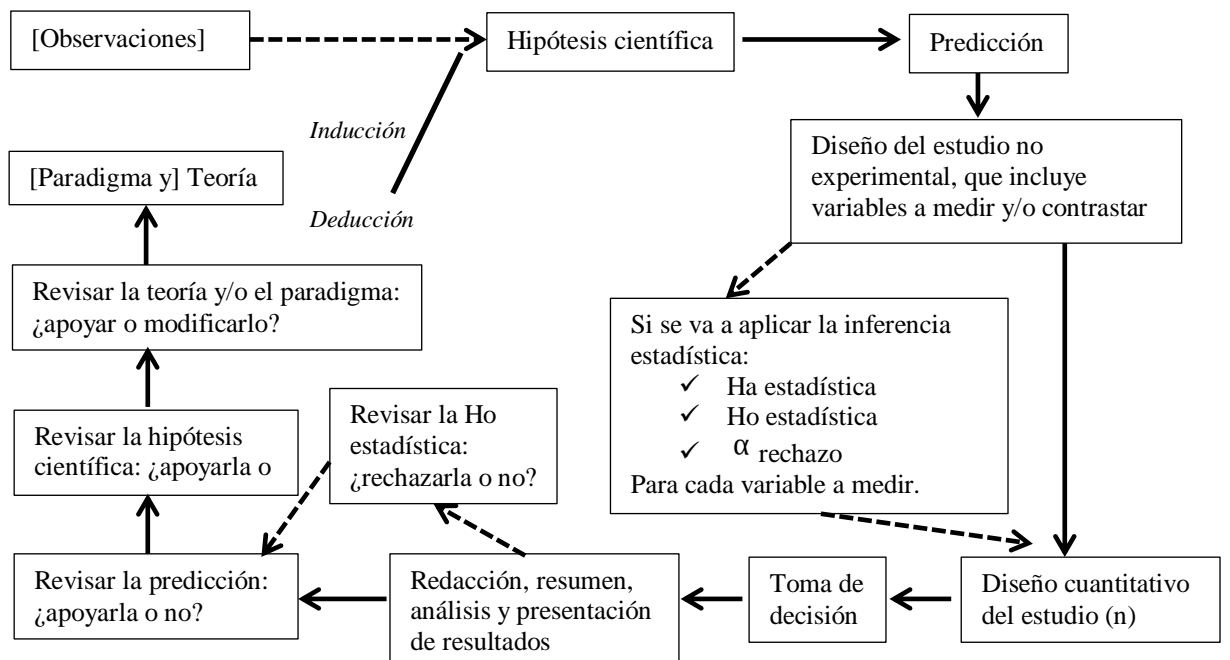 [Observaciones]
Hipótesis científica
Predicción
Inducción
Deducción
[Paradigma y] Teoría
Diseño del estudio no
experimental, que incluye
variables a medir y/o contrastar
Revisar la teoría y/o el paradigma:
¿apoyar o modificarlo?
Si se va a aplicar la inferencia
estadística:
✓ Ha estadística
✓ Ho estadística
✓ α rechazo
Para cada variable a medir.
Revisar la hipótesis
científica: ¿apoyarla o
Revisar la Ho
estadística:
¿rechazarla o no?
Revisar la predicción:
¿apoyarla o no?
Redacción, resumen,
análisis y presentación
de resultados
Toma de
decisión
Diseño cuantitativo
del estudio (n)